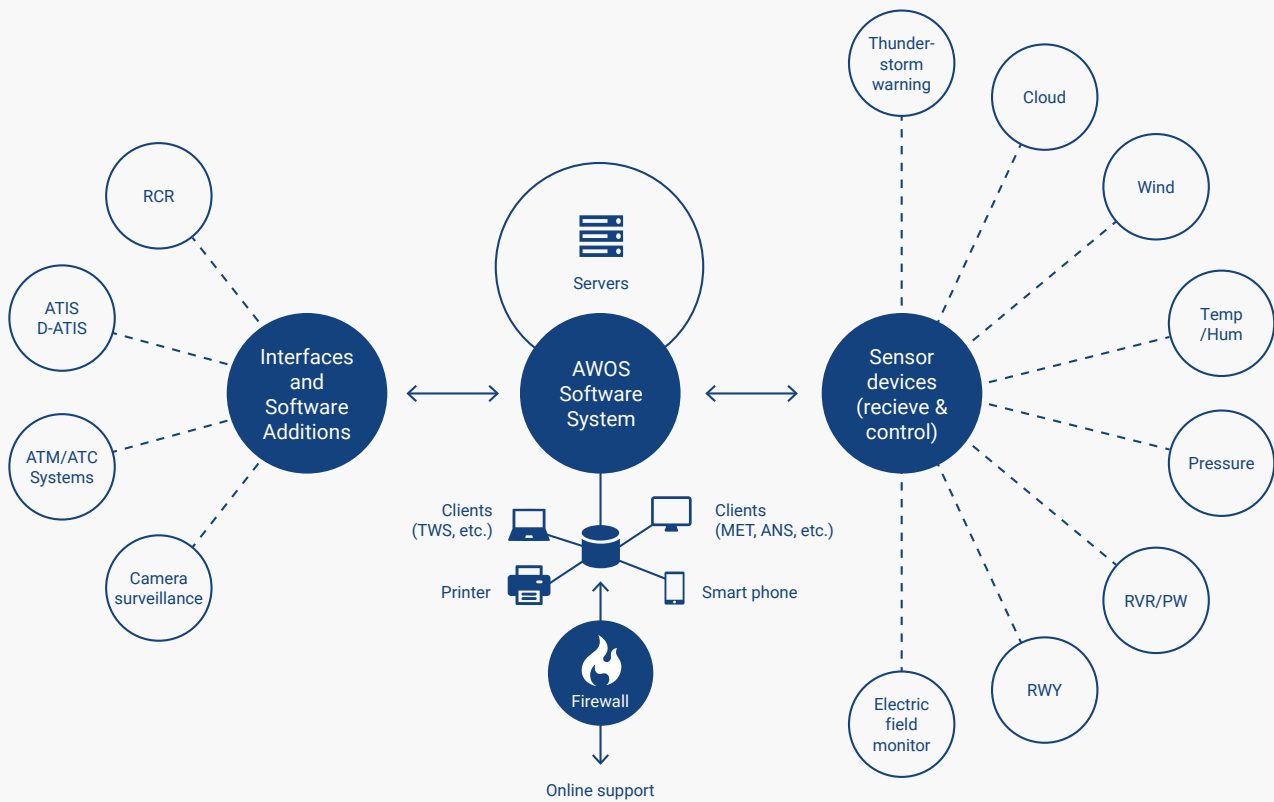 Thunder-
storm
warning
Cloud
Wind
Temp
/Hum
Pressure
RVR/PW
RWY
Electric
field
monitor
Sensor
devices
(recieve &
control)
Servers
AWOS
Software
System
Interfaces
and
Software
Additions
RCR
ATIS
D-ATIS
ATM/ATC
Systems
Camera
surveillance
Clients
(TWS, etc.)
Clients
(MET, ANS, etc.)
Printer
Smart phone
Firewall
Online support